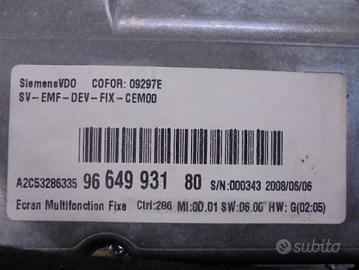 SiemensVDO COFOR: 09297E
SV-EMF-DEV-FIX-CEM00
A2C53286335 96 649 931 80 S/N:000343 2008/06/06
Ecran Multifonction Fixe Ctrl:286 MI:0D.01 SW:06.00 HW: G(02:05)
subito